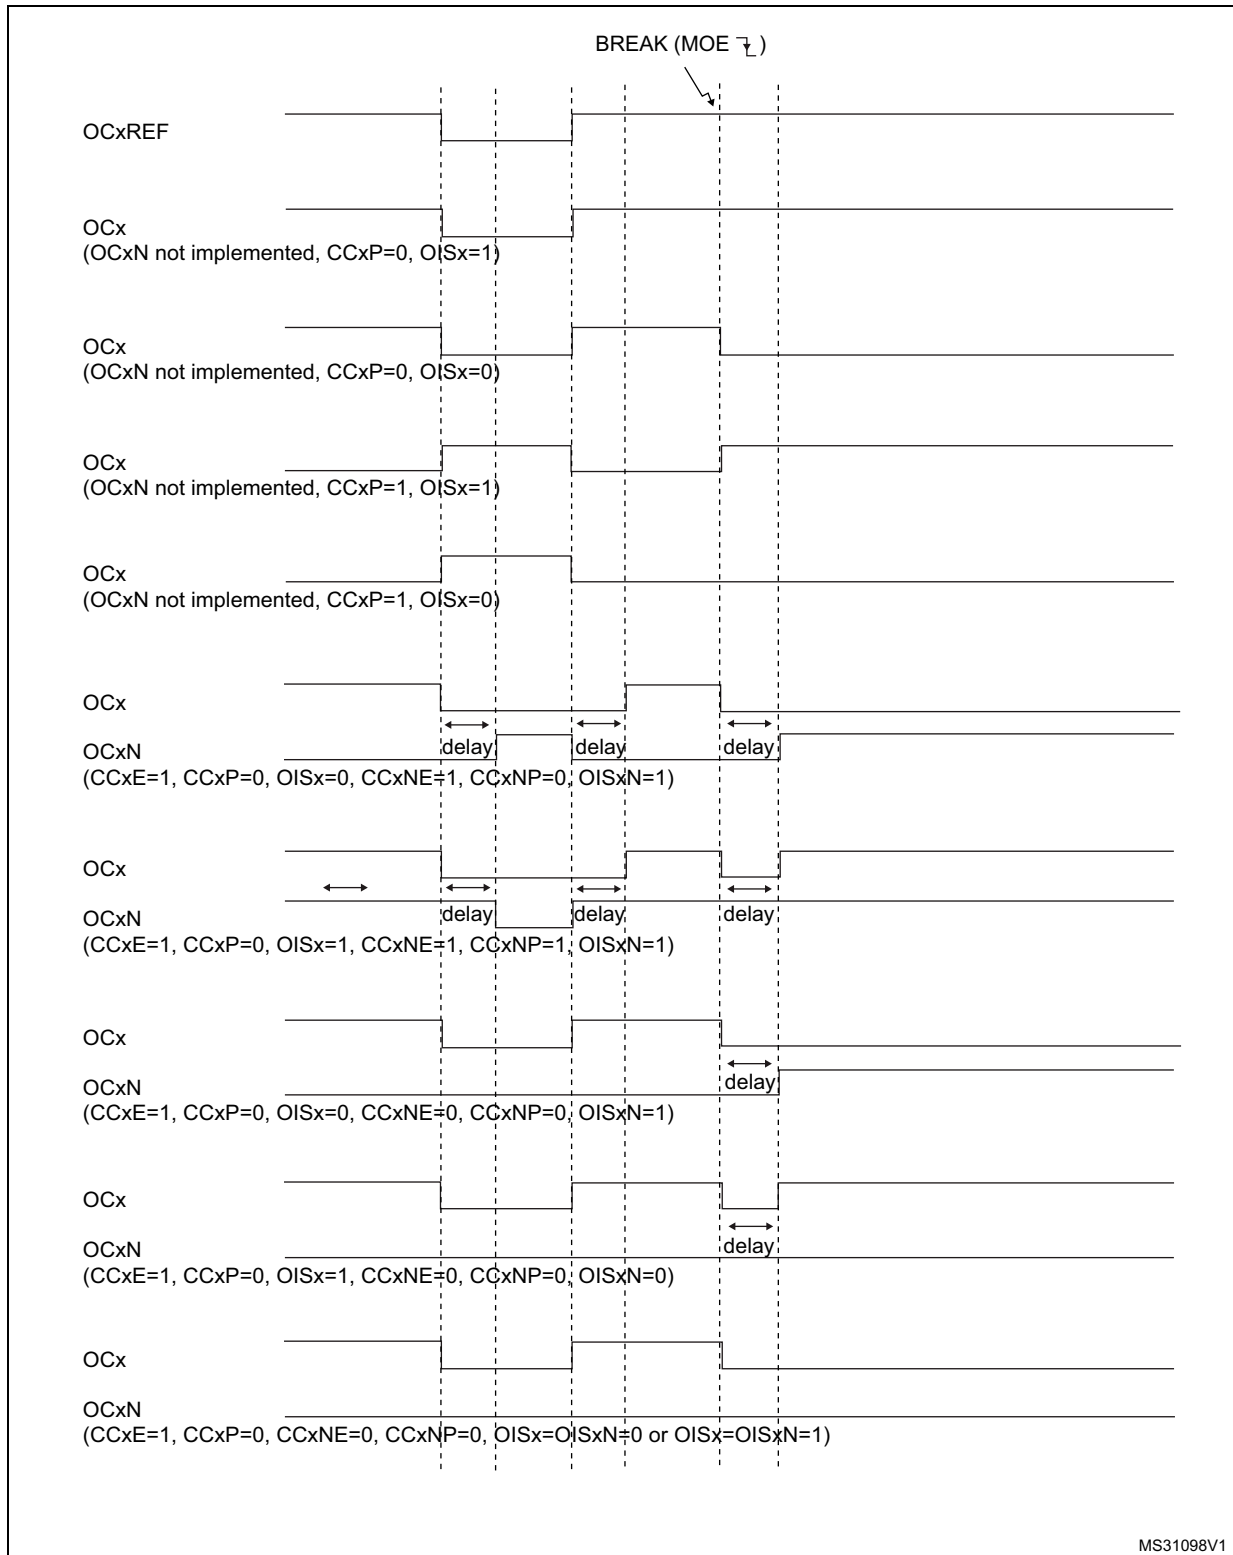 BREAK (MOE )
OCxREF
OCx
(OCxN not implemented, CCxP=0, OISx=1)
OCx
(OCxN not implemented, CCxP=0, OISx=0)
OCx
(OCxN not implemented, CCxP=1, OISx=1)
OCx
(OCxN not implemented, CCxP=1, OISx=0)
OCx
OCxN delay delay delay
(CCxE=1, CCxP=0, OISx=0, CCxNE=1, CCxNP=0, OISxN=1)
OCx
OCxN delay delay delay
(CCxE=1, CCxP=0, OISx=1, CCxNE=1, CCxNP=1, OISxN=1)
OCx
OCxN delay
(CCxE=1, CCxP=0, OISx=0, CCxNE=0, CCxNP=0, OISxN=1)
OCx
OCxN delay
(CCxE=1, CCxP=0, OISx=1, CCxNE=0, CCxNP=0, OISxN=0)
OCx
OCxN
(CCxE=1, CCxP=0, CCxNE=0, CCxNP=0, OISx=OISxN=0 or OISx=OISxN=1)
MS31098V1